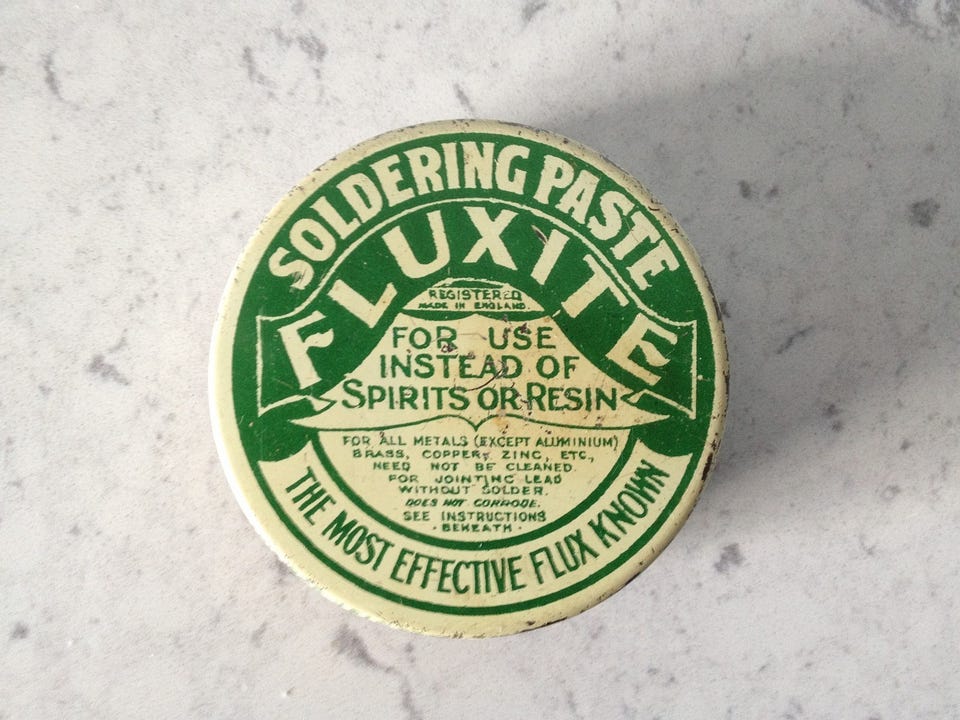 SOLDERING PASTE
FLUXITE
REGISTERED
MADE IN ENGLAND.
FOR USE
INSTEAD OF
SPIRITS OR RESIN
FOR ALL METALS (EXCEPT ALUMINIUM)
BRASS, COPPER, ZINC, ETC,
NEED NOT BE CLEANED.
FOR JOINTING LEAD
WITHOUT SOLDER.
DOES NOT CORRODE.
SEE INSTRUCTIONS
· BENEATH ·
THE MOST EFFECTIVE FLUX KNOWN